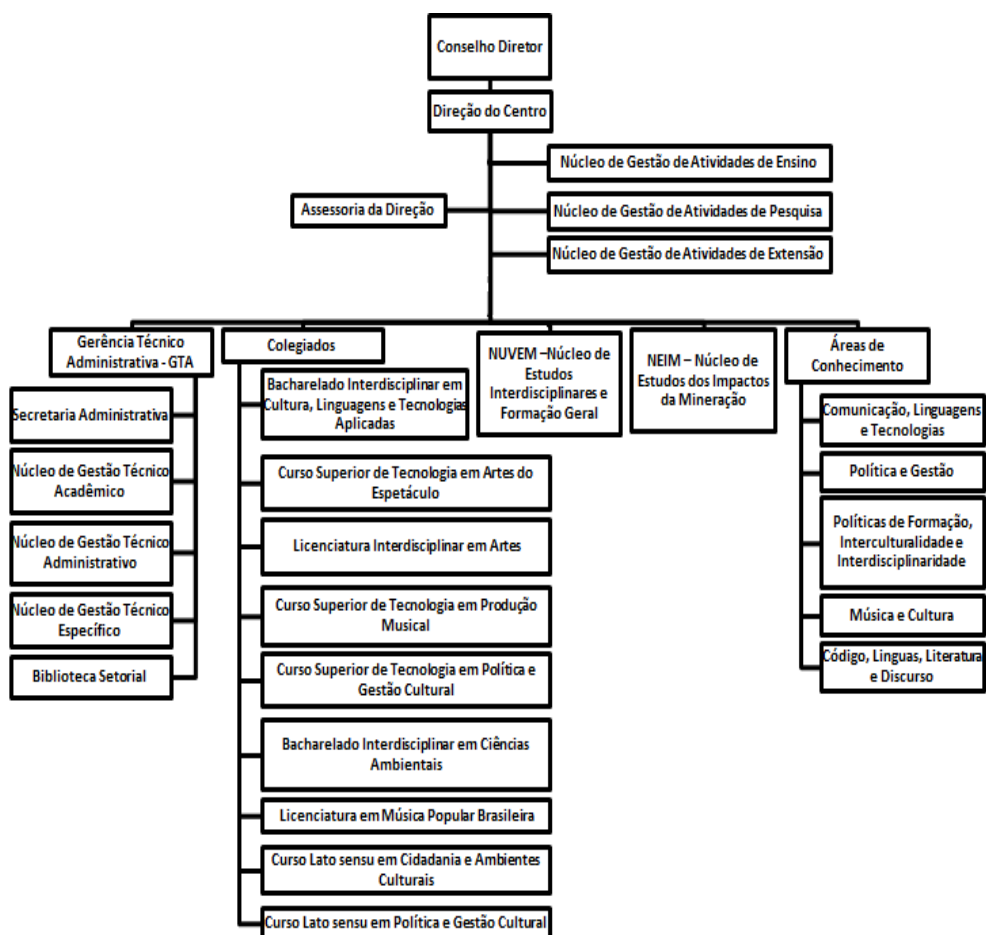 Conselho Diretor
Direção do Centro
Núcleo de Gestão de Atividades de Ensino
Assessoria da Direção
Núcleo de Gestão de Atividades de Pesquisa
Núcleo de Gestão de Atividades de Extensão
Gerência Técnico
Administrativa - GTA
Secretaria Administrativa
Núcleo de Gestão Técnico
Acadêmico
Núcleo de Gestão Técnico
Administrativo
Núcleo de Gestão Técnico
Específico
Biblioteca Setorial
Colegiados
Bacharelado Interdisciplinar em
Cultura, Linguagens e Tecnologias
Aplicadas
Curso Superior de Tecnologia em Artes do
Espetáculo
Licenciatura Interdisciplinar em Artes
Curso Superior de Tecnologia em Produção
Musical
Curso Superior de Tecnologia em Política e
Gestão Cultural
Bacharelado Interdisciplinar em Ciências
Ambientais
Licenciatura em Música Popular Brasileira
Curso Lato sensu em Cidadania e Ambientes
Culturais
Curso Lato sensu em Política e Gestão Cultural
NUVEM –Núcleo de
Estudos
Interdisciplinares e
Formação Geral
NEIM – Núcleo de
Estudos dos Impactos
da Mineração
Áreas de
Conhecimento
Comunicação, Linguagens
e Tecnologias
Política e Gestão
Políticas de Formação,
Interculturalidade e
Interdisciplinaridade
Música e Cultura
Código, Linguas, Literatura
e Discurso